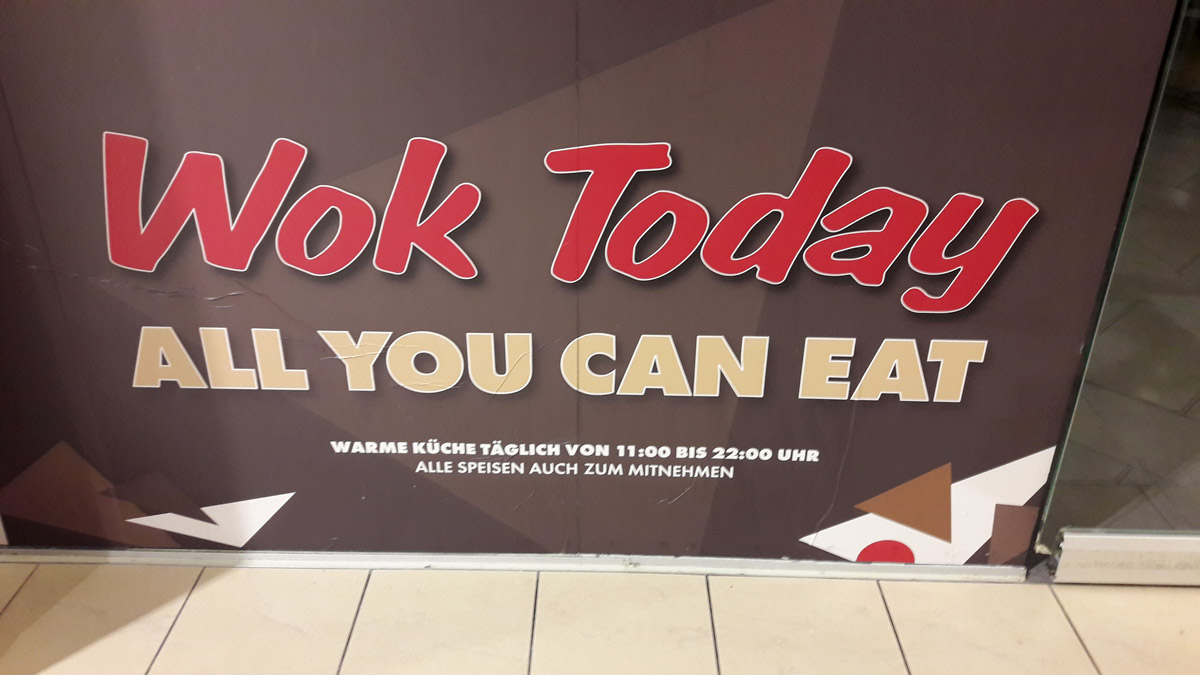 Wok Today
ALL YOU CAN EAT
WARME KÜCHE TÄGLICH VON 11:00 BIS 22:00 UHR
ALLE SPEISEN AUCH ZUM MITNEHMEN